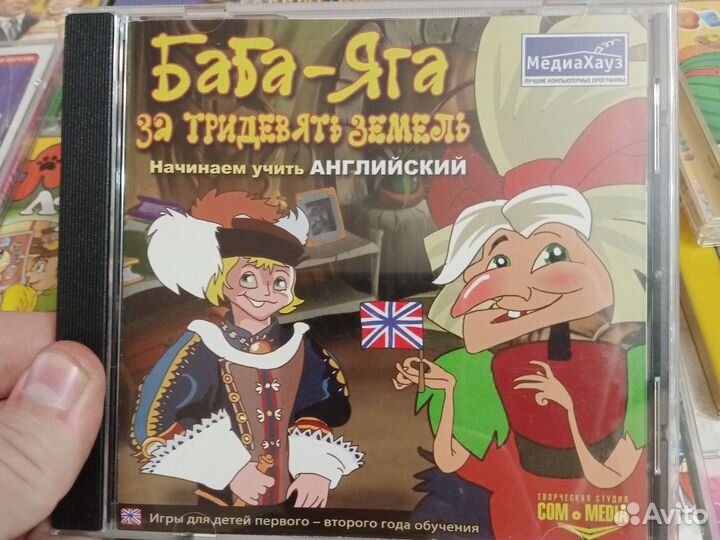 БАБА-ЯГА
ЗА ТРИДЕВЯТЬ ЗЕМЕЛЬ
Начинаем учить АНГЛИЙСКИЙ
МедиаХауз
ЛУЧШИЕ КОМПЬЮТЕРНЫЕ ПРОГРАММЫ
Игры для детей первого – второго года обучения
ТВОРЧЕСКАЯ СТУДИЯ
COM MEDIA
Avito